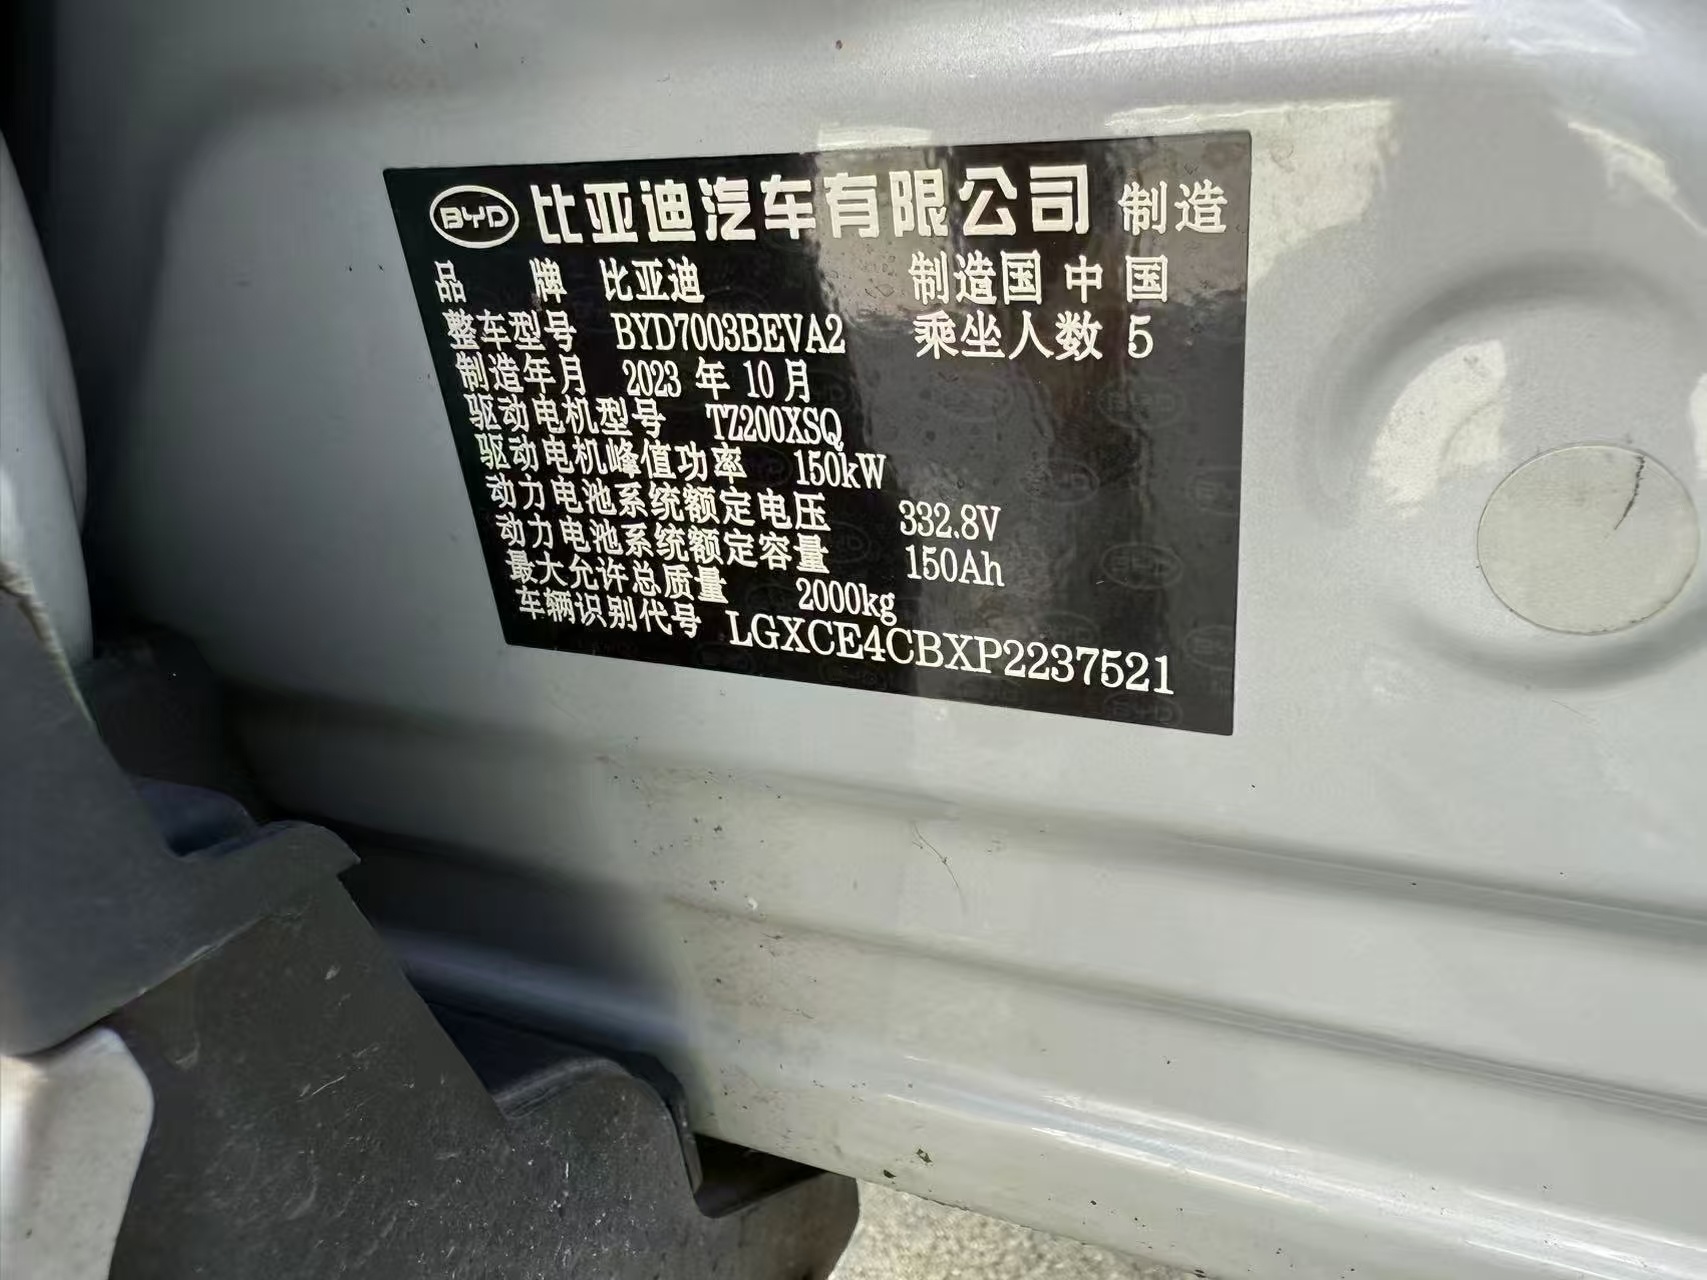 BYD 比亚迪汽车有限公司 制造
品 牌 比亚迪 制造国 中国
整车型号 BYD7003BEVA2 乘坐人数 5
制造年月 2023 年 10 月
驱动电机型号 TZ200XSQ
驱动电机峰值功率 150kW
动力电池系统额定电压 332.8V
动力电池系统额定容量 150Ah
最大允许总质量 2000kg
车辆识别代号 LGXCE4CBXP2237521